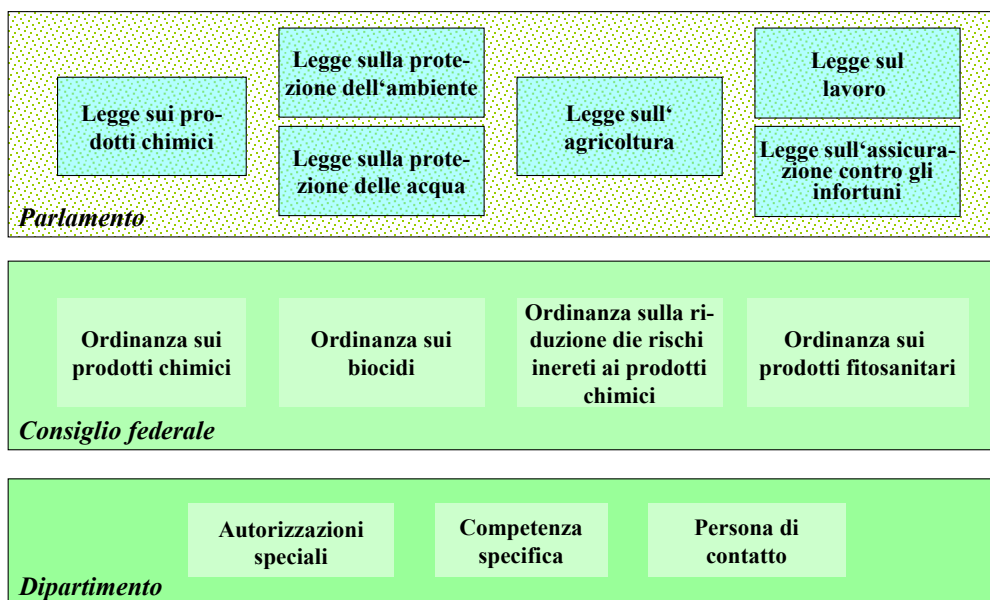 Legge sui pro-
dotti chimici
Legge sulla prote-
zione dell‘ambiente
Legge sulla prote-
zione delle acqua
Legge sull‘
agricoltura
Legge sul
lavoro
Legge sull‘assicura-
zione contro gli
infortuni
Parlamento
Ordinanza sui
prodotti chimici
Ordinanza sui
biocidi
Ordinanza sulla ri-
duzione die rischi
inereti ai prodotti
chimici
Ordinanza sui
prodotti fitosanitari
Consiglio federale
Autorizzazioni
speciali
Competenza
specifica
Persona di
contatto
Dipartimento